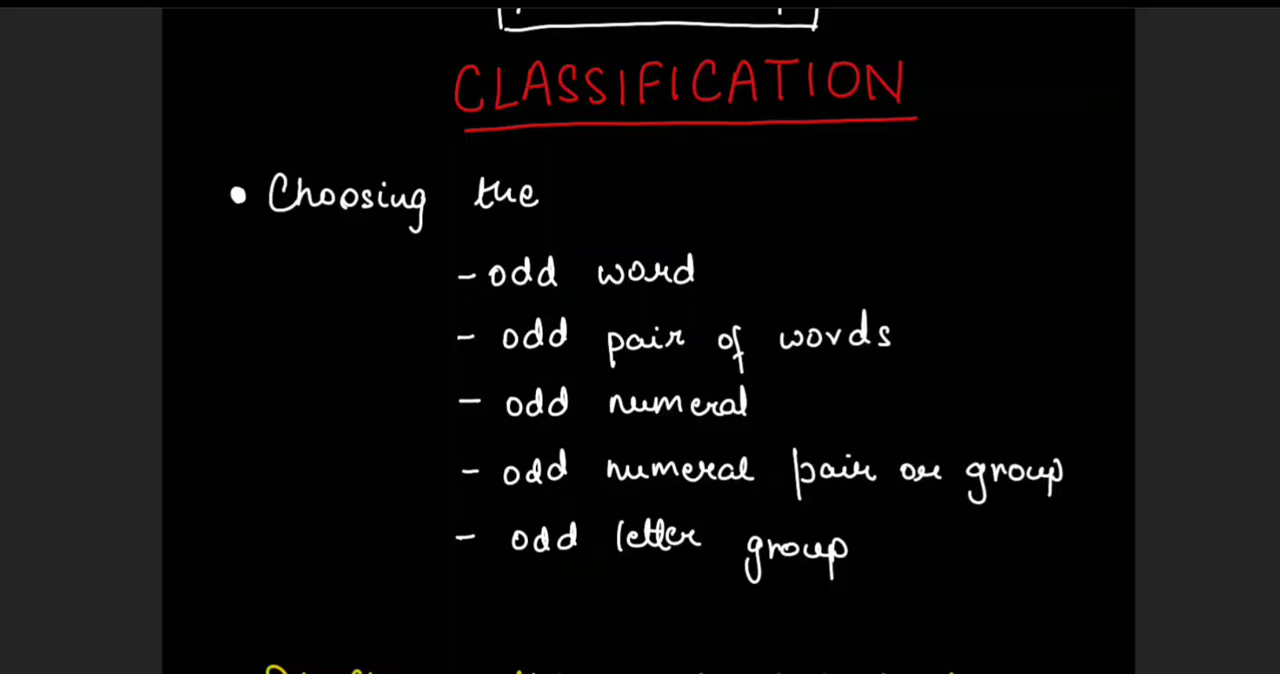 CLASSIFICATION
• Choosing the
- odd word
- odd pair of words
- odd numeral
- odd numeral pair or group
- odd letter group